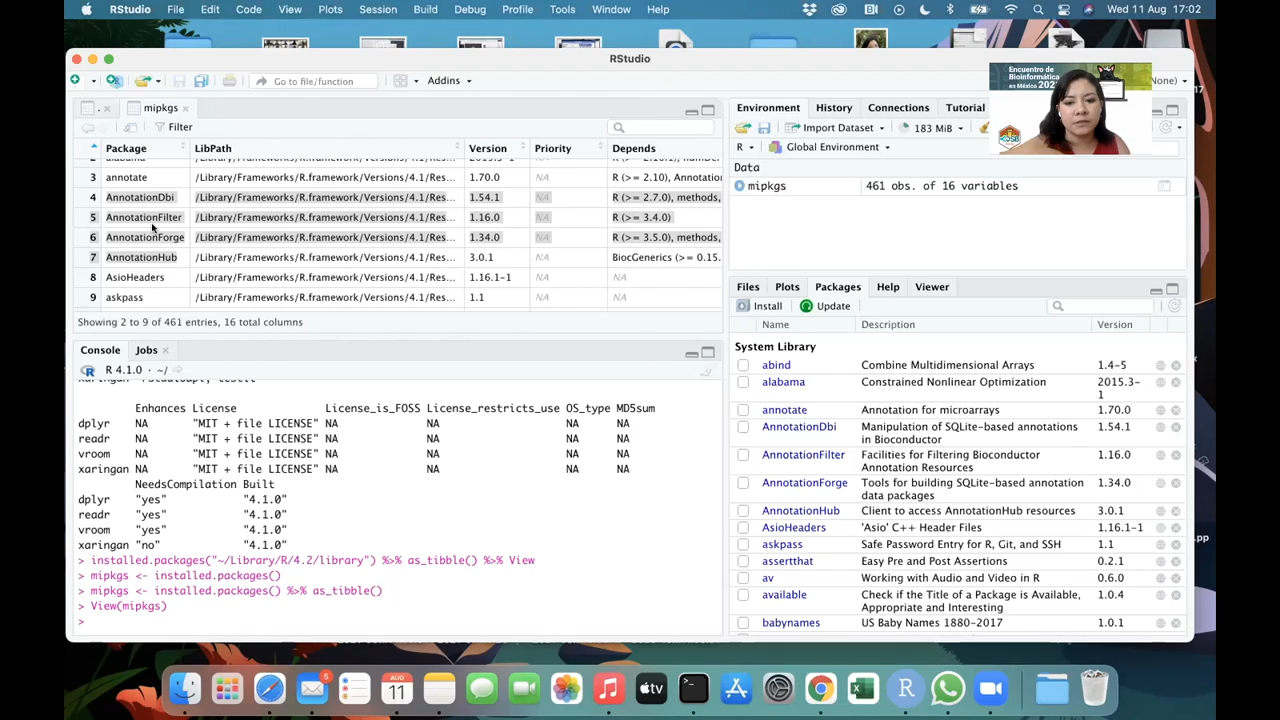 RStudio File Edit Code View Plots Session Build Debug Profile Tools Window Help Wed 11 Aug 17:02
RStudio
Go to file/function Addins
Encuentro de
Bioinformática
en México
None)
. mipkgs
Filter
Package LibPath Version Priority Depends
3 annotate /Library/Frameworks/R.framework/Versions/4.1/Res... 1.70.0 NA R (>= 2.10), Annotation
4 AnnotationDbi /Library/Frameworks/R.framework/Versions/4.1/Res... 1.54.1 NA R (>= 2.7.0), methods,
5 AnnotationFilter /Library/Frameworks/R.framework/Versions/4.1/Res... 1.16.0 NA R (>= 3.4.0)
6 AnnotationForge /Library/Frameworks/R.framework/Versions/4.1/Res... 1.34.0 NA R (>= 3.5.0), methods,
7 AnnotationHub /Library/Frameworks/R.framework/Versions/4.1/Res... 3.0.1 NA BiocGenerics (>= 0.15.
8 AsioHeaders /Library/Frameworks/R.framework/Versions/4.1/Res... 1.16.1-1 NA NA
9 askpass /Library/Frameworks/R.framework/Versions/4.1/Res... 1.1 NA NA
Showing 2 to 9 of 461 entries, 16 total columns
Console Jobs
R 4.1.0 · ~/
Enhances License License_is_FOSS License_restricts_use OS_type MD5sum
dplyr NA "MIT + file LICENSE" NA NA NA NA
readr NA "MIT + file LICENSE" NA NA NA NA
vroom NA "MIT + file LICENSE" NA NA NA NA
xaringan NA "MIT + file LICENSE" NA NA NA NA
NeedsCompilation Built
dplyr "yes" "4.1.0"
readr "yes" "4.1.0"
vroom "yes" "4.1.0"
xaringan "no" "4.1.0"
> installed.packages("~/Library/R/4.2/library") %>% as_tibble() %>% View
> mipkgs <- installed.packages()
> mipkgs <- installed.packages() %>% as_tibble()
> View(mipkgs)
>
Environment History Connections Tutorial
Import Dataset 183 MiB
R Global Environment
Data
mipkgs 461 obs. of 16 variables
Files Plots Packages Help Viewer
Install Update
Name Description Version
System Library
abind Combine Multidimensional Arrays 1.4-5
alabama Constrained Nonlinear Optimization 2015.3-
1
annotate Annotation for microarrays 1.70.0
AnnotationDbi Manipulation of SQLite-based annotations 1.54.1
in Bioconductor
AnnotationFilter Facilities for Filtering Bioconductor 1.16.0
Annotation Resources
AnnotationForge Tools for building SQLite-based annotation 1.34.0
data packages
AnnotationHub Client to access AnnotationHub resources 3.0.1
AsioHeaders 'Asio' C++ Header Files 1.16.1-1
askpass Safe Password Entry for R, Git, and SSH 1.1
assertthat Easy Pre and Post Assertions 0.2.1
av Working with Audio and Video in R 0.6.0
available Check if the Title of a Package is Available, 1.0.4
Appropriate and Interesting
babynames US Baby Names 1880-2017 1.0.1
5
AUG
11
tv
R